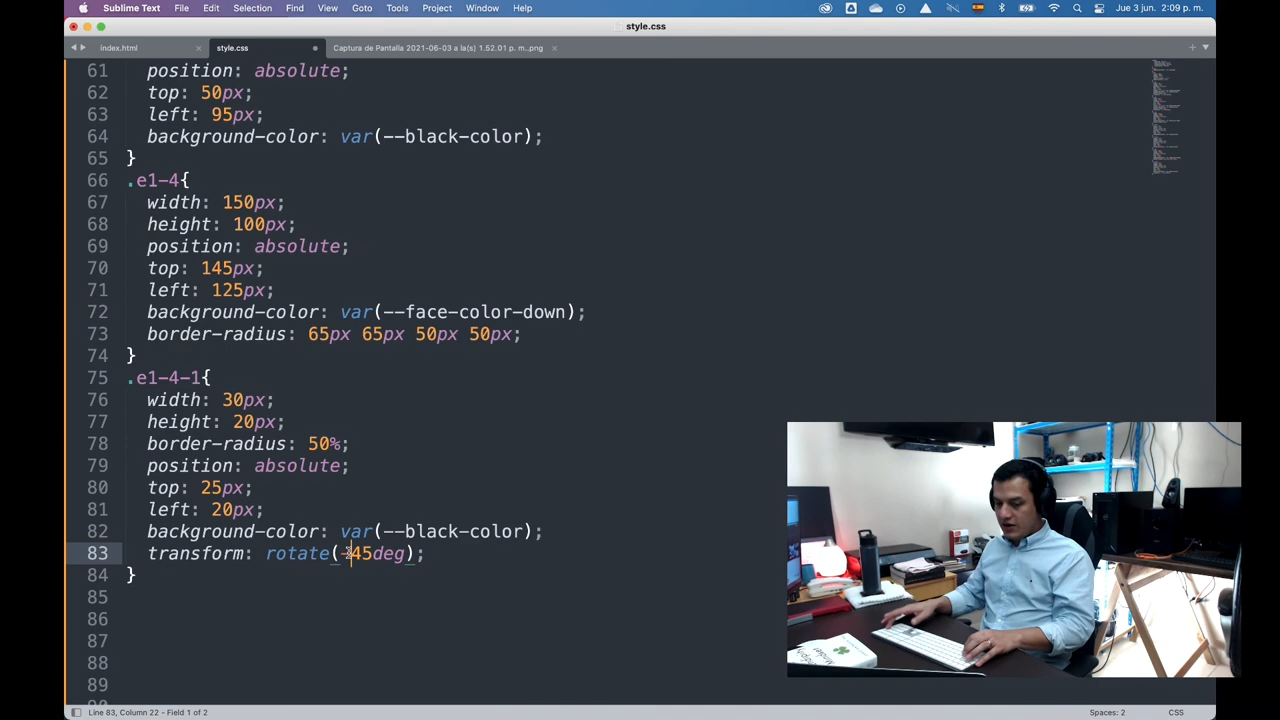 Sublime Text File Edit Selection Find View Goto Tools Project Window Help Jue 3 jun. 2:09 p. m.
style.css
index.html style.css Captura de Pantalla 2021-06-03 a la(s) 1.52.01 p. m..png
61 position: absolute;
62 top: 50px;
63 left: 95px;
64 background-color: var(--black-color);
65 }
66 .e1-4{
67 width: 150px;
68 height: 100px;
69 position: absolute;
70 top: 145px;
71 left: 125px;
72 background-color: var(--face-color-down);
73 border-radius: 65px 65px 50px 50px;
74 }
75 .e1-4-1{
76 width: 30px;
77 height: 20px;
78 border-radius: 50%;
79 position: absolute;
80 top: 25px;
81 left: 20px;
82 background-color: var(--black-color);
83 transform: rotate(-45deg);
84 }
85
86
87
88
89
Line 83, Column 22 - Field 1 of 2 Spaces: 2 CSS